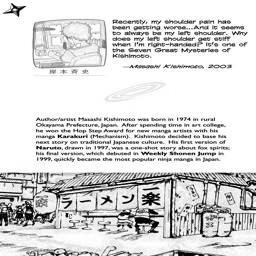 Recently, my shoulder pain has
been getting worse...And it seems
to always be my left shoulder. Why
does my left shoulder get stiff
when I'm right-handed? It's one of
the Seven Great Mysteries of
Kishimoto.
—Masashi Kishimoto, 2003
岸本斉史
Author/artist Masashi Kishimoto was born in 1974 in rural
Okayama Prefecture, Japan. After spending time in art college,
he won the Hop Step Award for new manga artists with his
manga Karakuri (Mechanism). Kishimoto decided to base his
next story on traditional Japanese culture. His first version of
Naruto, drawn in 1997, was a one-shot story about fox spirits;
his final version, which debuted in Weekly Shonen Jump in
1999, quickly became the most popular ninja manga in Japan.
ラーメン 楽